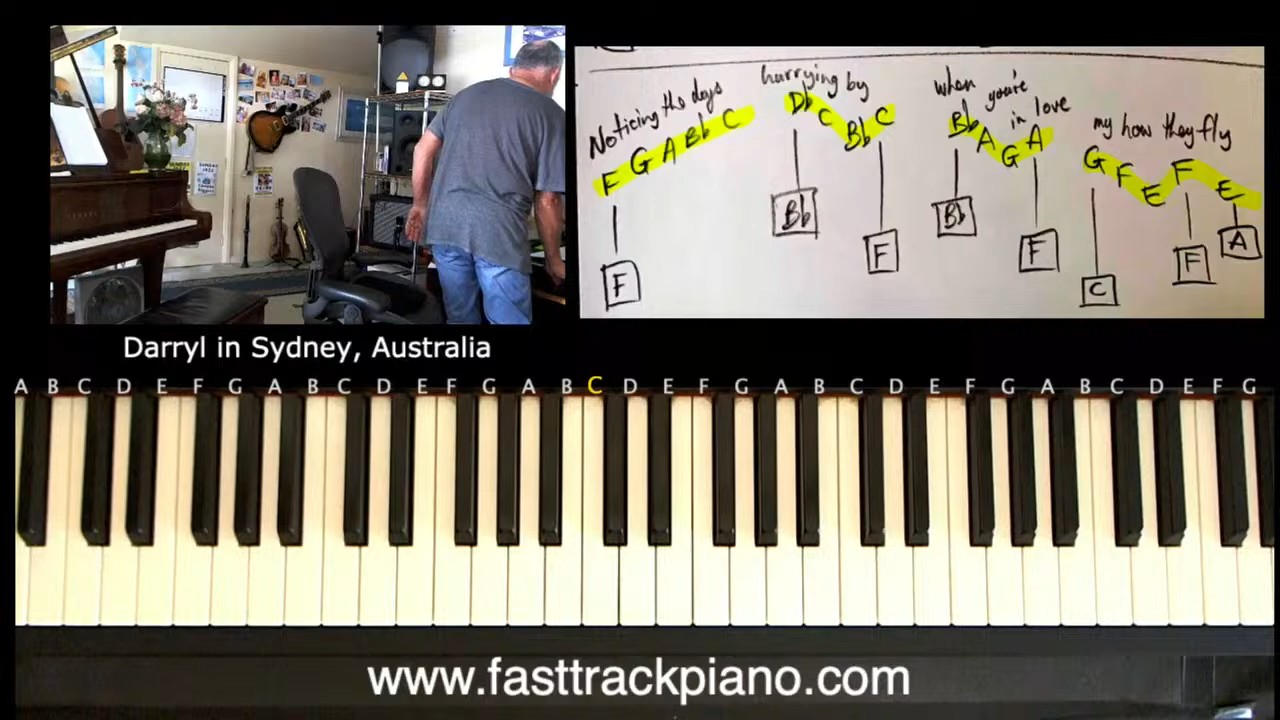 Noticing the days
hurrying by
when you're
in love
my how they fly
F G A Bb C
Db C Bb C
Bb A G A
G F E F E
Bb
F
Bb
F
F
C
F
A
Darryl in Sydney, Australia
A B C D E F G A B C D E F G A B C D E F G A B C D E F G A B C D E F G
www.fasttrackpiano.com